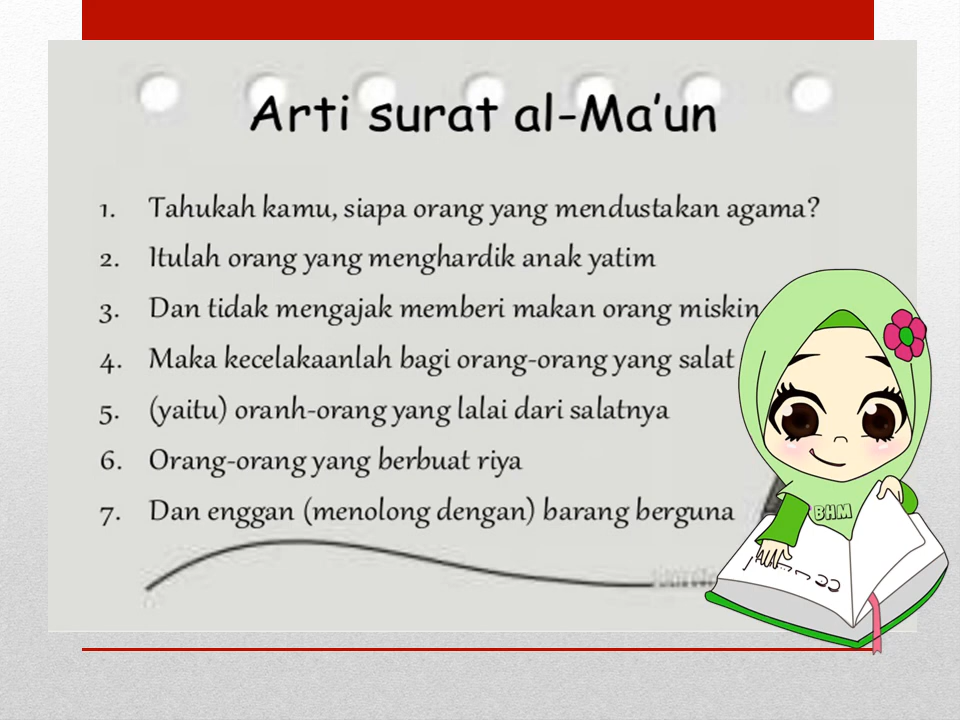 Arti surat al-Ma'un
1. Tahukah kamu, siapa orang yang mendustakan agama?
2. Itulah orang yang menghardik anak yatim
3. Dan tidak mengajak memberi makan orang miskin
4. Maka kecelakaanlah bagi orang-orang yang salat
5. (yaitu) oranh-orang yang lalai dari salatnya
6. Orang-orang yang berbuat riya
7. Dan enggan (menolong dengan) barang berguna
BHM